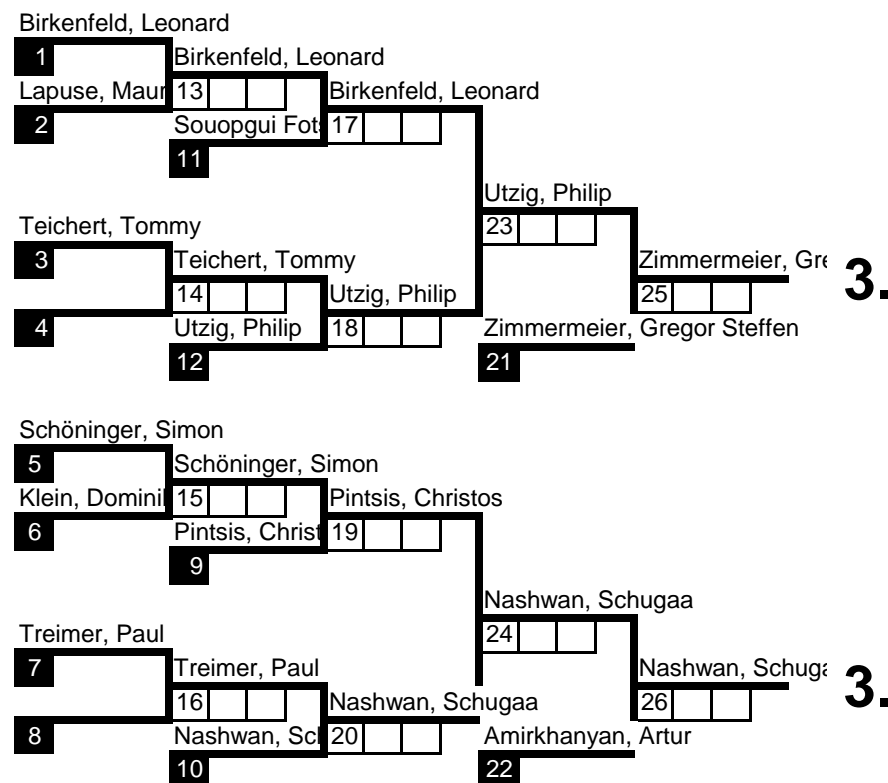 Birkenfeld, Leonard
1
Birkenfeld, Leonard
Lapuse, Maur
13
Birkenfeld, Leonard
2
Souopgui Fots
17
11
Utzig, Philip
23
Teichert, Tommy
3
Teichert, Tommy
Zimmermeier, Gre
3.
14
Utzig, Philip
25
4
Utzig, Philip
18
Zimmermeier, Gregor Steffen
12
21
Schöninger, Simon
5
Schöninger, Simon
Klein, Dominik
15
Pintsis, Christos
6
Pintsis, Christ
19
9
Nashwan, Schugaa
24
Treimer, Paul
7
Treimer, Paul
Nashwan, Schuga
3.
16
Nashwan, Schugaa
26
8
Nashwan, Sch
20
Amirkhanyan, Artur
10
22